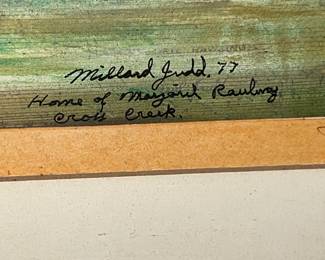 Millard Judd, 77
Home of Marjorie Rawlings
Cross Creek.